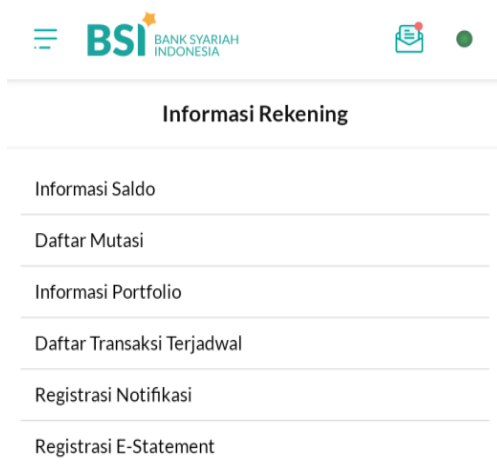 BSI BANK SYARIAH
INDONESIA
Informasi Rekening
Informasi Saldo
Daftar Mutasi
Informasi Portfolio
Daftar Transaksi Terjadwal
Registrasi Notifikasi
Registrasi E-Statement